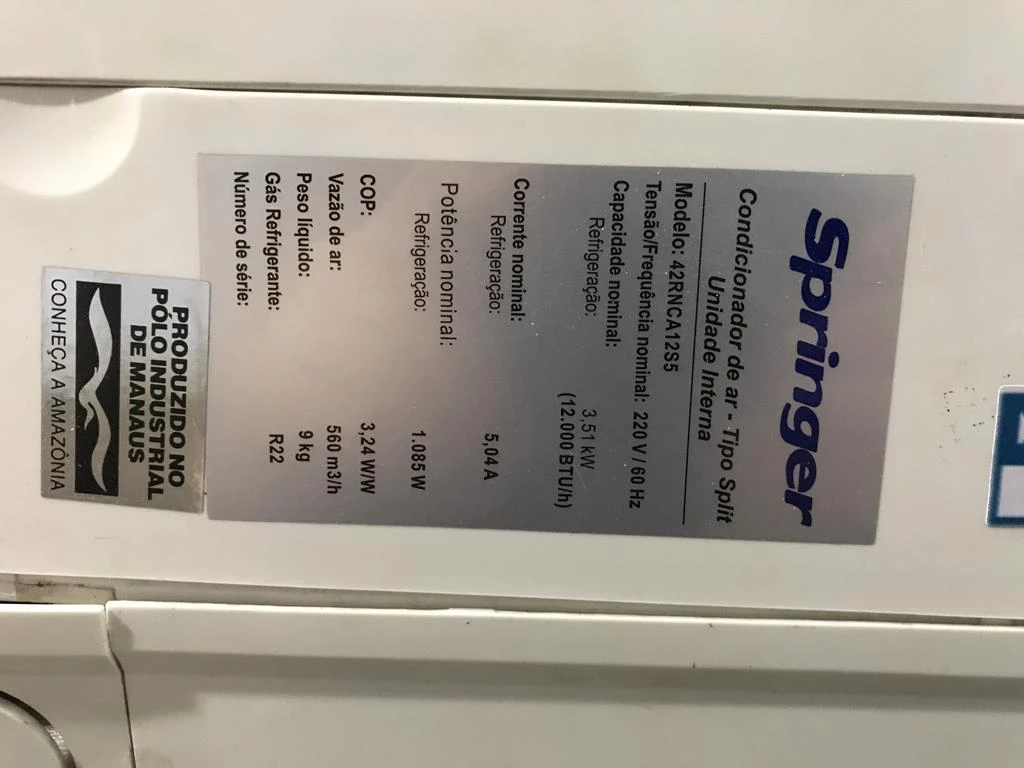 Springer
Condicionador de ar - Tipo Split
Unidade Interna
Modelo: 42RNCA12S5
Tensão/Frequência nominal: 220 V / 60 Hz
Capacidade nominal:
Refrigeração: 3,51 kW
(12.000 BTU/h)
Corrente nominal:
Refrigeração: 5,04 A
Potência nominal:
Refrigeração: 1.085 W
COP: 3,24 W/W
Vazão de ar: 560 m3/h
Peso líquido: 9 kg
Gás Refrigerante: R22
Número de série:
PRODUZIDO NO
PÓLO INDUSTRIAL
DE MANAUS
CONHEÇA A AMAZÔNIA